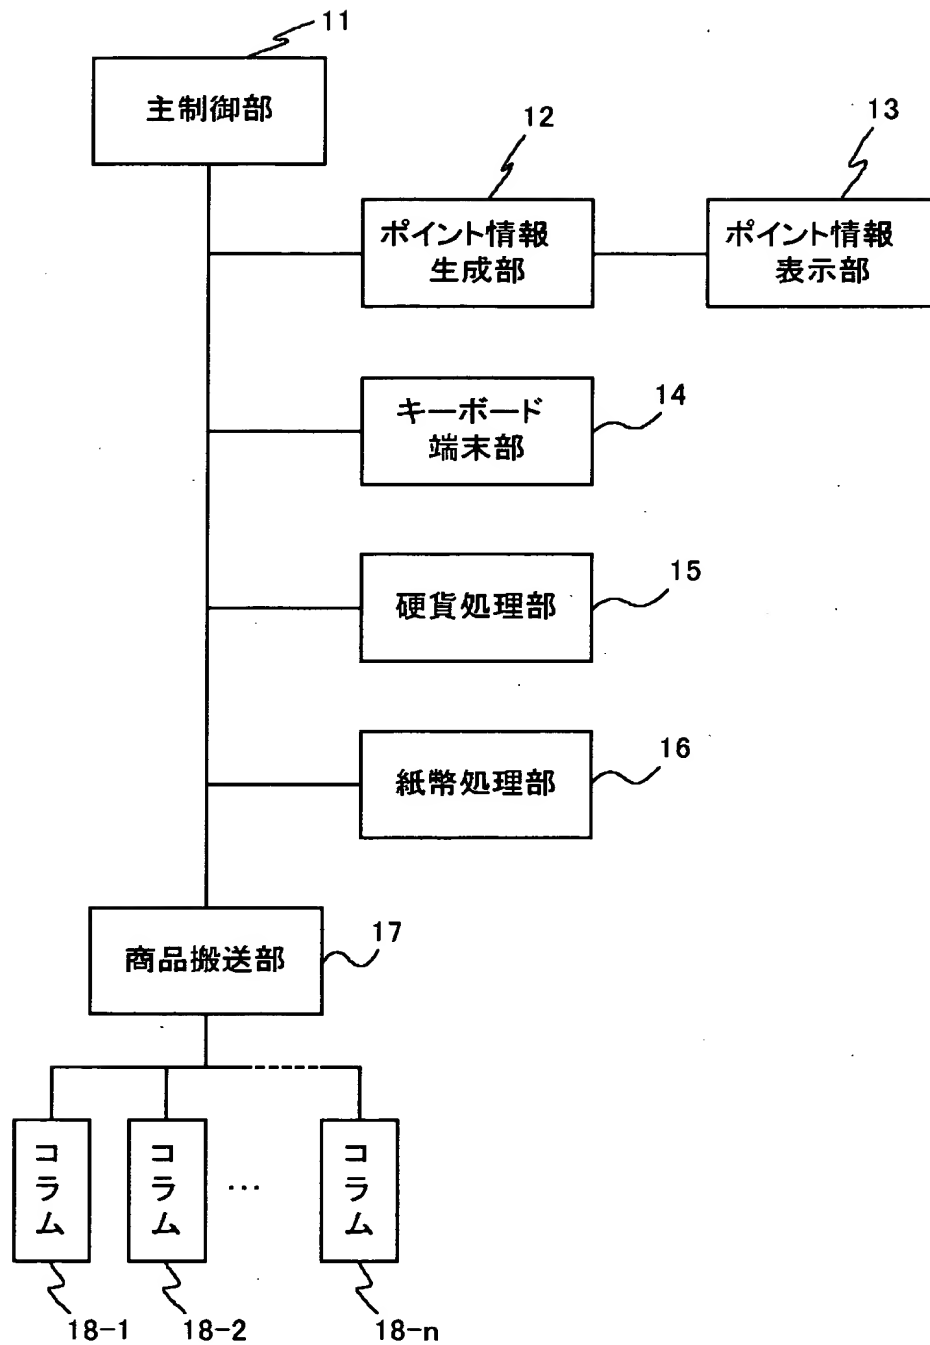 11
主制御部
12
13
ポイント情報
生成部
ポイント情報
表示部
14
キーボード
端末部
15
硬貨処理部
16
紙幣処理部
17
商品搬送部
コラム
コラム
…
コラム
18-1
18-2
18-n